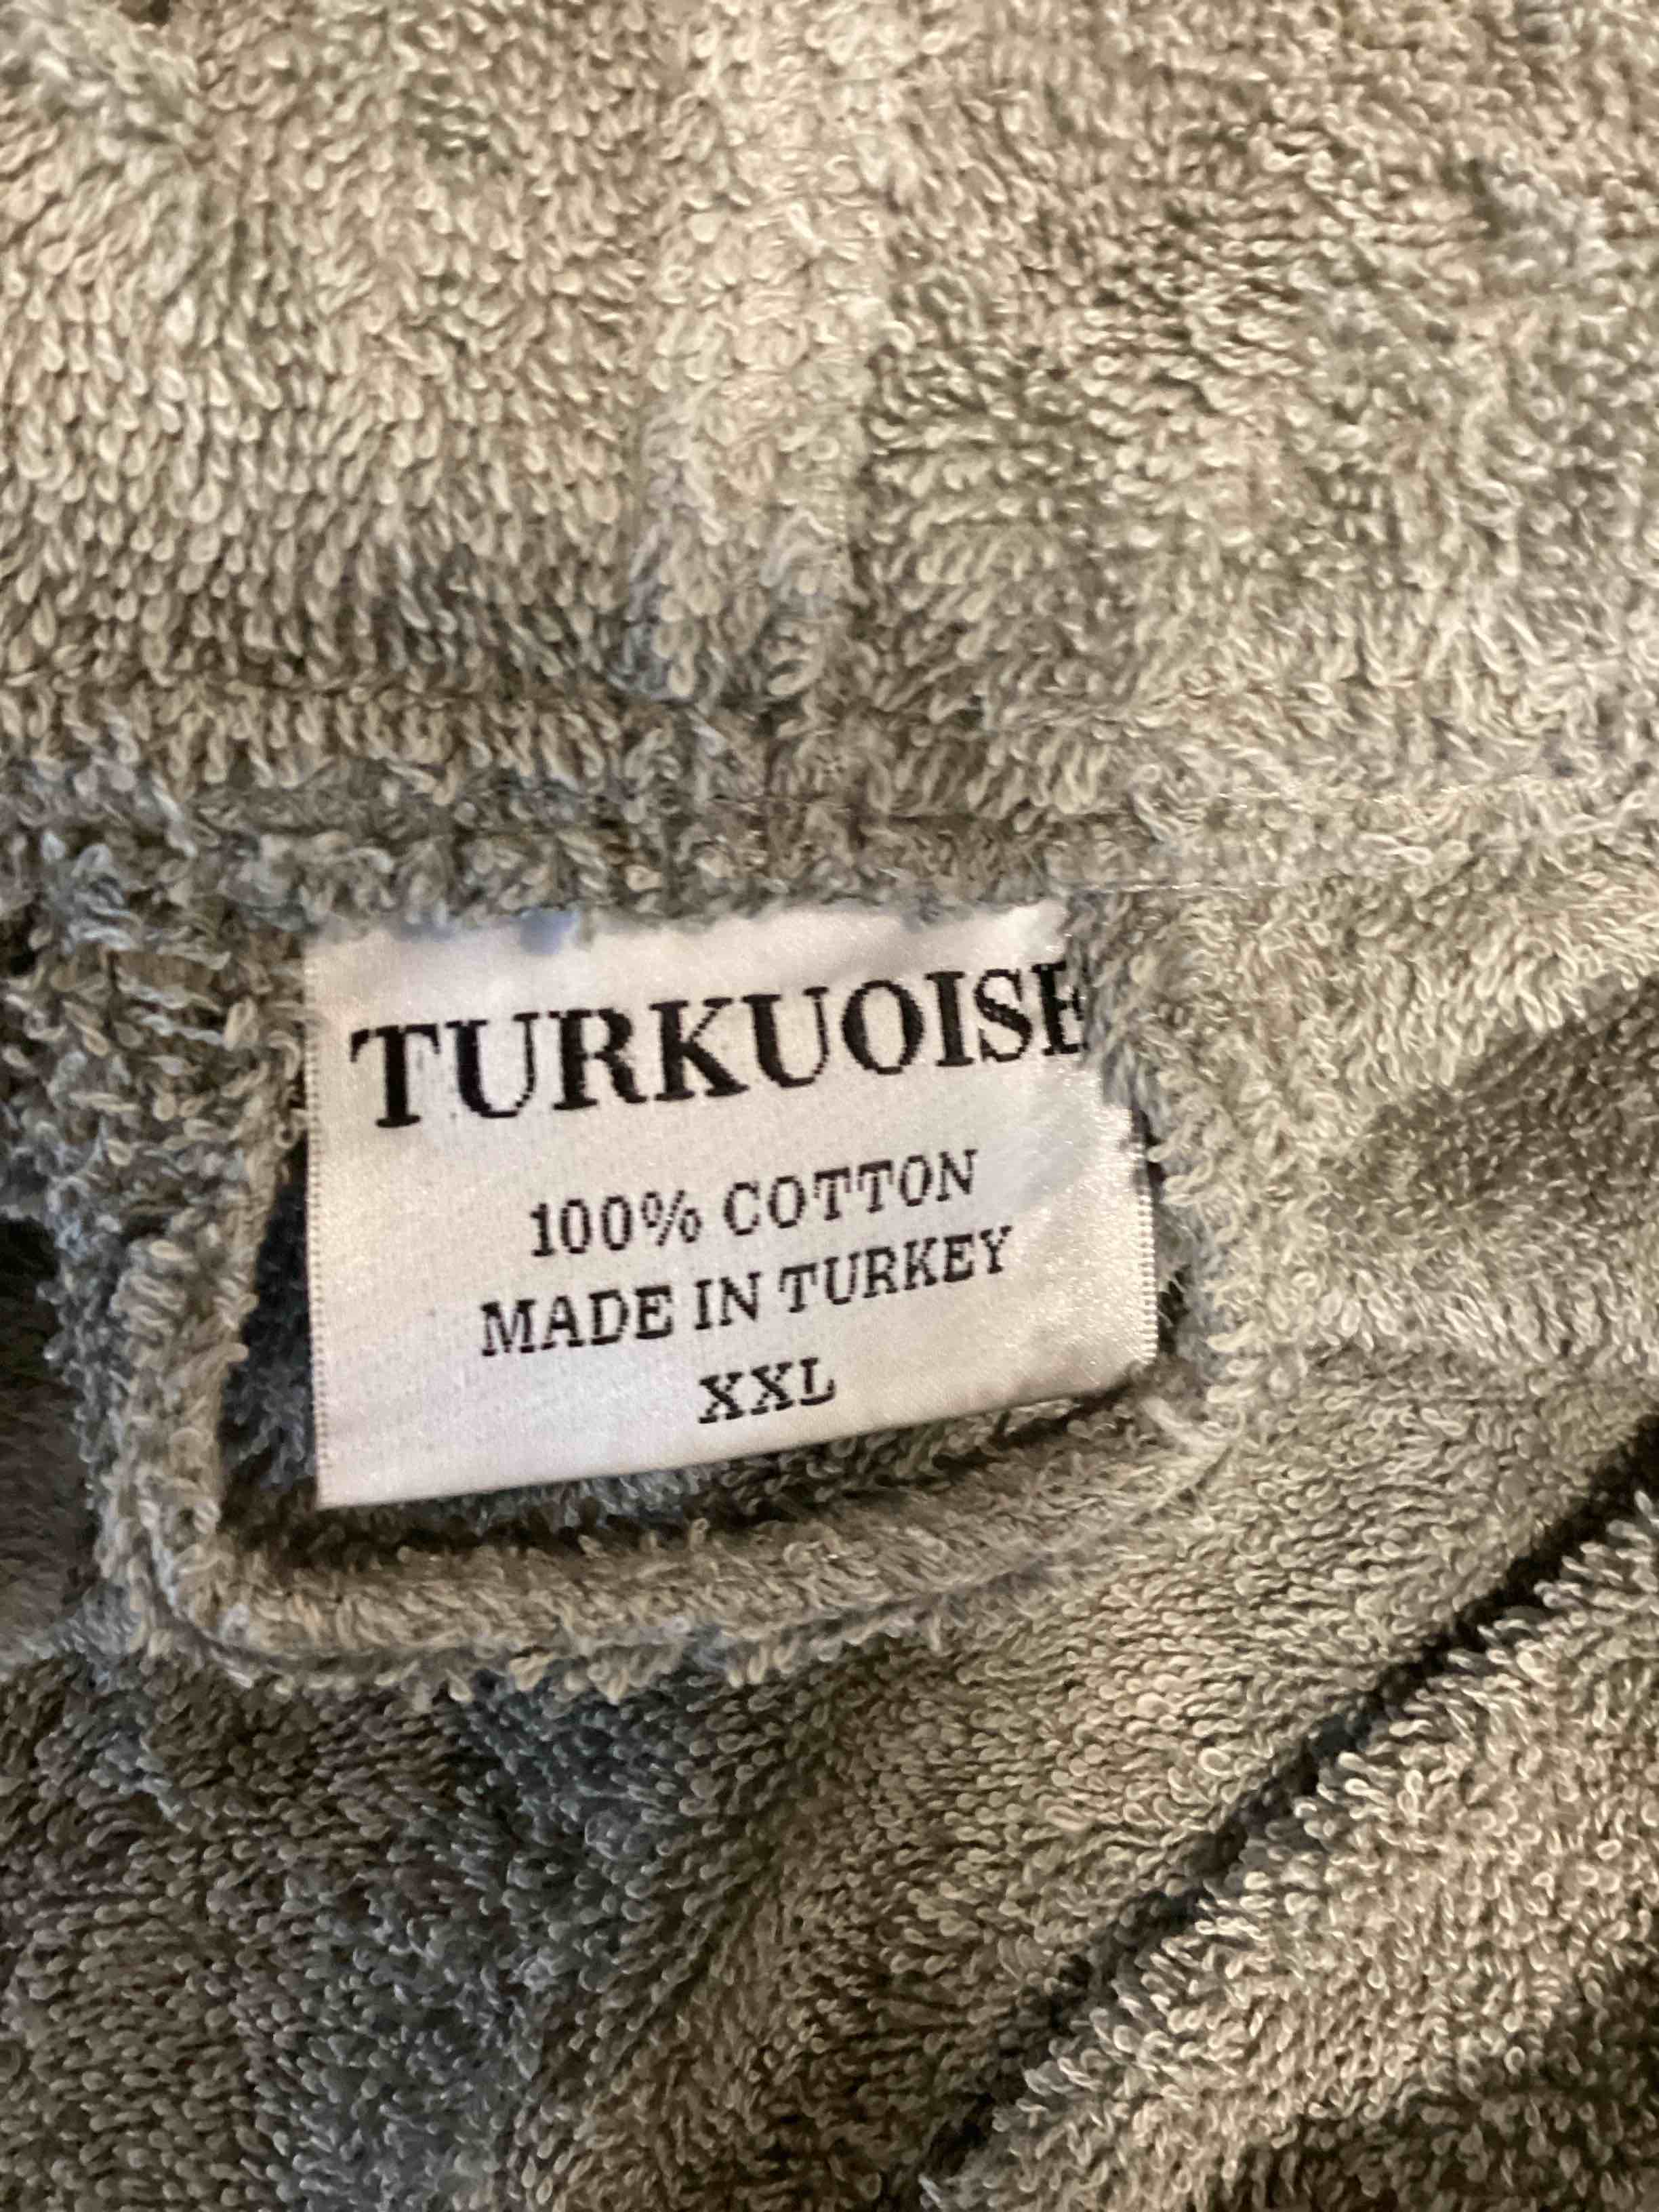 TURKUOISE
100% COTTON
MADE IN TURKEY
XXL